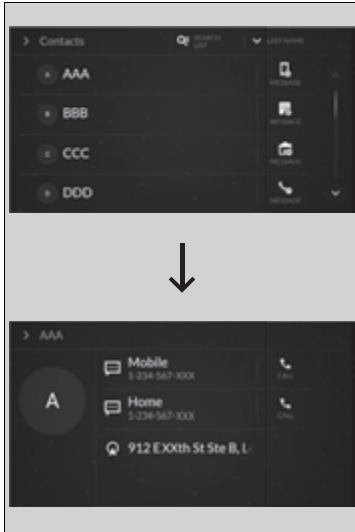 > Contacts
SEARCH LIST
LAST NAME
A AAA
MESSAGE
B BBB
MESSAGE
C CCC
MESSAGE
D DDD
MESSAGE
> AAA
A
Mobile
1-234-567-XXX
CALL
Home
1-234-567-XXX
CALL
912 EXXth St Ste B, L